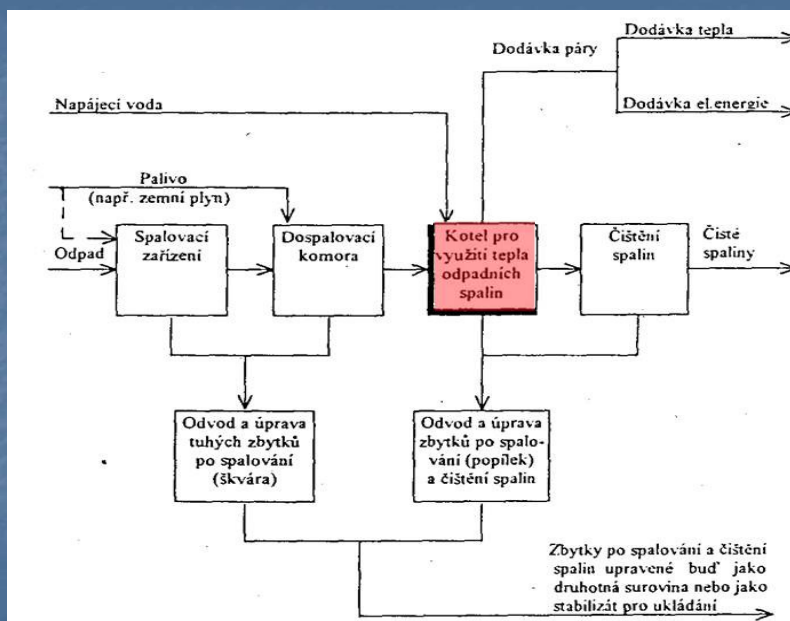 Dodávka tepla
Dodávka páry
Dodávka el.energie
Napájecí voda
Palivo
(např. zemní plyn)
Odpad
Spalovací
zařízení
Dospalovací
komora
Kotel pro
využití tepla
odpadních
spalin
Čištění
spalin
Čisté
spaliny
Odvod a úprava
tuhých zbytků
po spalování
(škvára)
Odvod a úprava
zbytků po spalo-
vání (popílek)
a čištění spalin
Zbytky po spalování a čištění
spalin upravené buď jako
druhotná surovina nebo jako
stabilizát pro ukládání